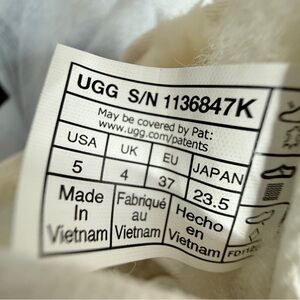 UGG S/N 1136847K
May be covered by Pat:
www.ugg.com/patents
USA UK EU JAPAN
5 4 37 23.5
Made In Vietnam
Fabriqué au Vietnam
Hecho en Vietnam